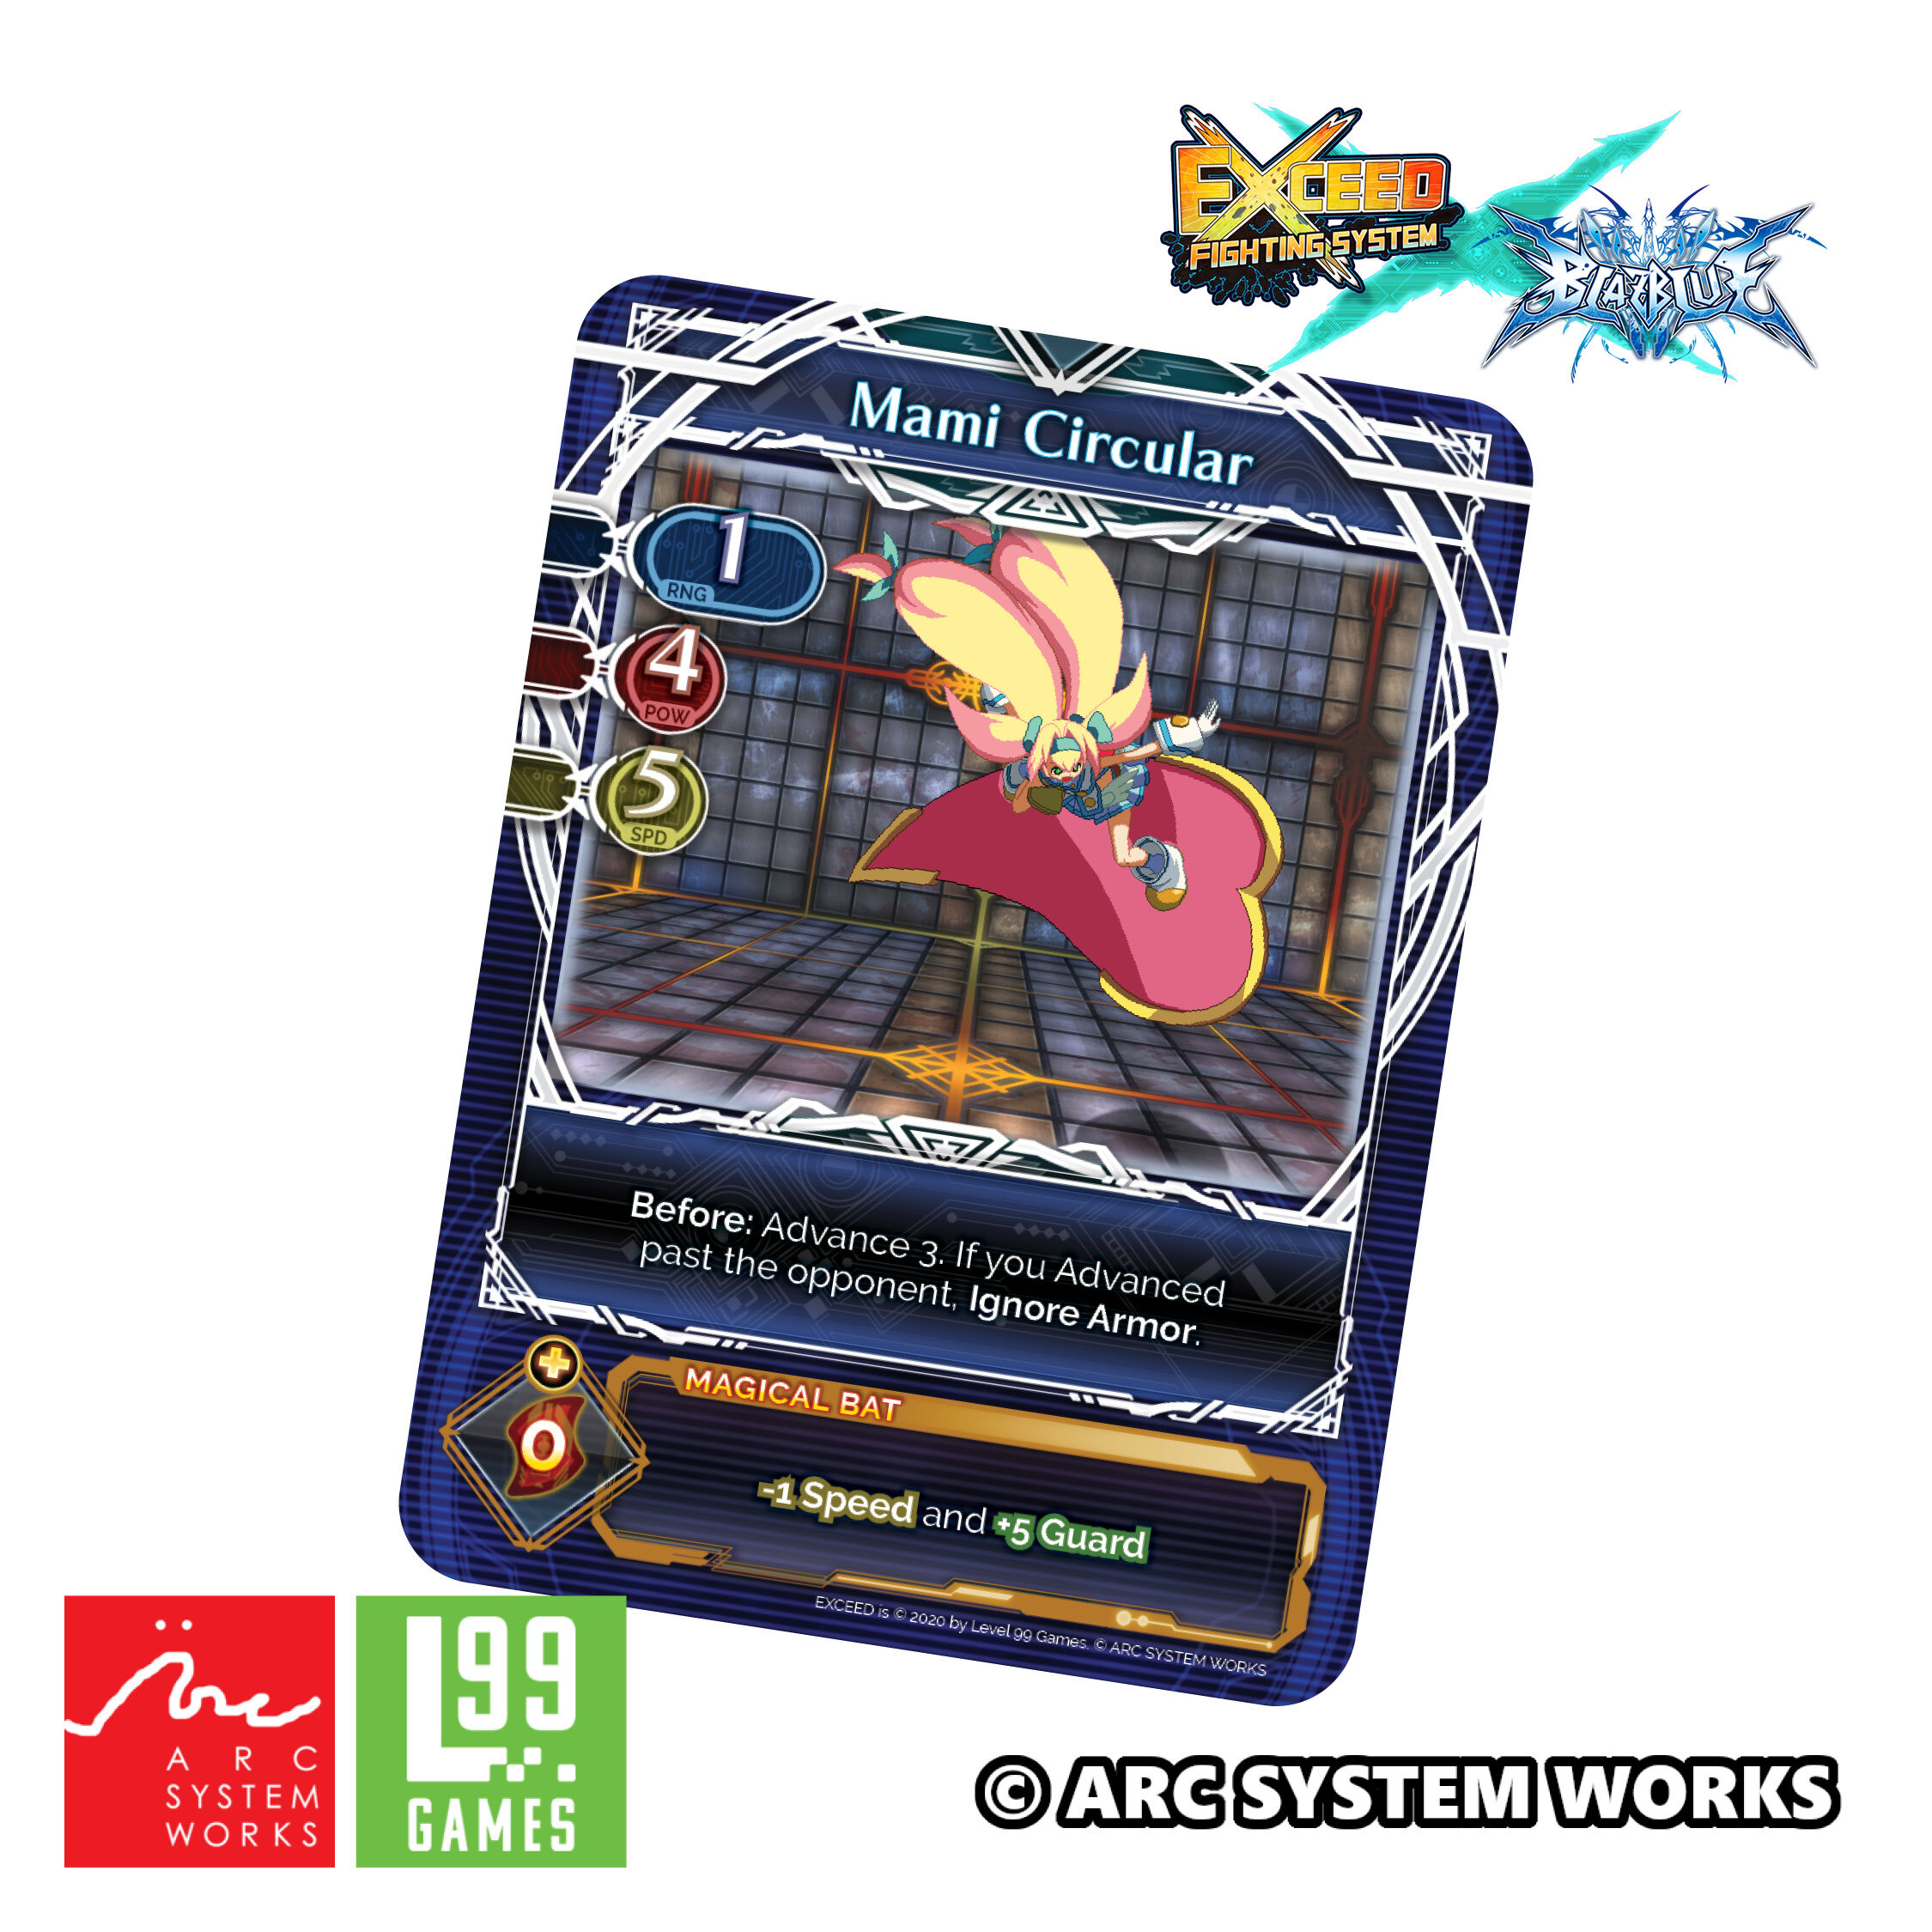 EXCEED
FIGHTING SYSTEM
BLAZBLUE
Mami Circular
1
RNG
4
POW
5
SPD
Before: Advance 3. If you Advanced
past the opponent, Ignore Armor.
+
0
MAGICAL BAT
-1 Speed and +5 Guard
EXCEED is © 2020 by Level 99 Games. © ARC SYSTEM WORKS
Arc
ARC
SYSTEM
WORKS
L99
GAMES
© ARC SYSTEM WORKS